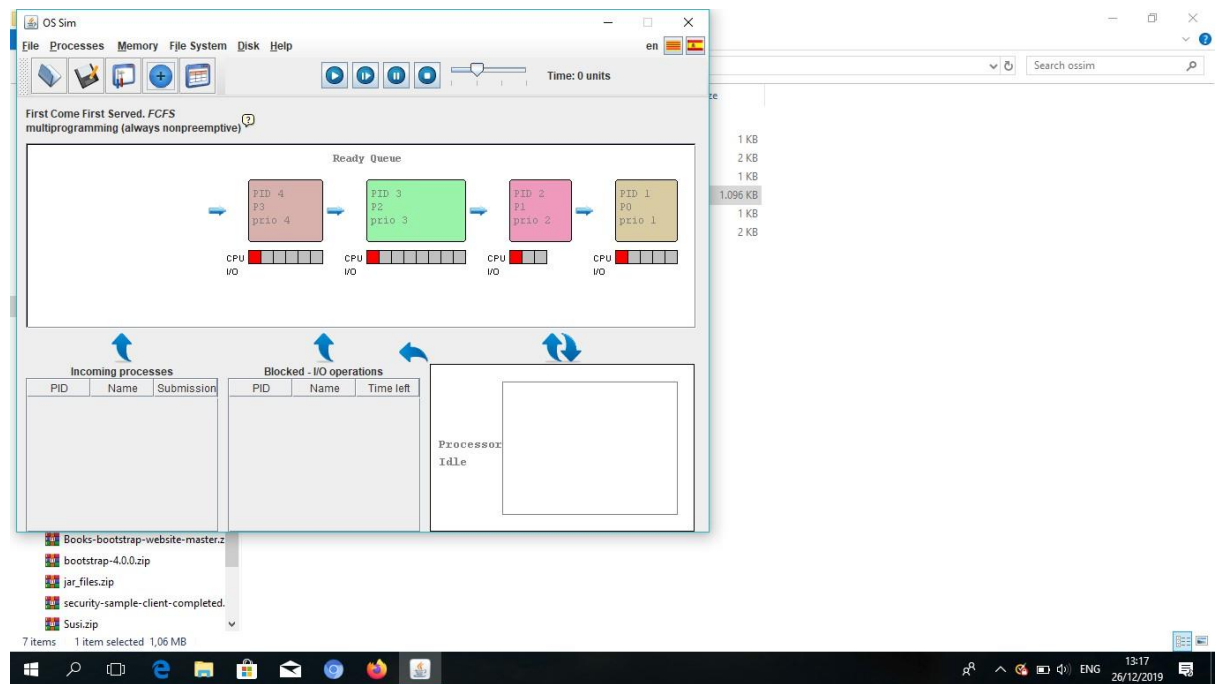 OS Sim
File Processes Memory File System Disk Help
en
Time: 0 units
Search ossim
First Come First Served. FCFS
multiprogramming (always nonpreemptive)
Ready Queue
PID 4
P3
prio 4
PID 3
P2
prio 3
PID 2
P1
prio 2
PID 1
P0
prio 1
CPU
I/O
CPU
I/O
CPU
I/O
CPU
I/O
1 KB
2 KB
1 KB
1.096 KB
1 KB
2 KB
Incoming processes
PID Name Submission
Blocked - I/O operations
PID Name Time left
Processor
Idle
Books-bootstrap-website-master.z
bootstrap-4.0.0.zip
jar_files.zip
security-sample-client-completed.
Susi.zip
7 items 1 item selected 1,06 MB
ENG
13:17
26/12/2019